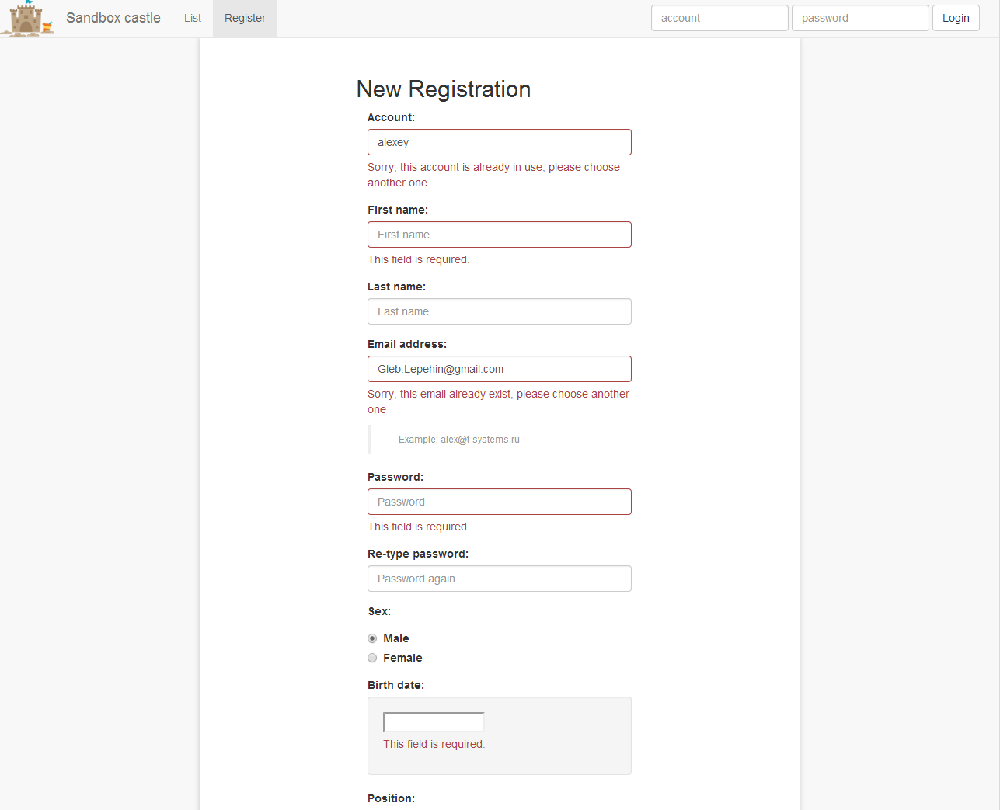 Sandbox castle List Register account password Login
New Registration
Account:
alexey
Sorry, this account is already in use, please choose
another one
First name:
First name
This field is required.
Last name:
Last name
Email address:
Gleb.Lepehin@gmail.com
Sorry, this email already exist, please choose another
one
— Example: alex@t-systems.ru
Password:
Password
This field is required.
Re-type password:
Password again
Sex:
Male
Female
Birth date:
This field is required.
Position: